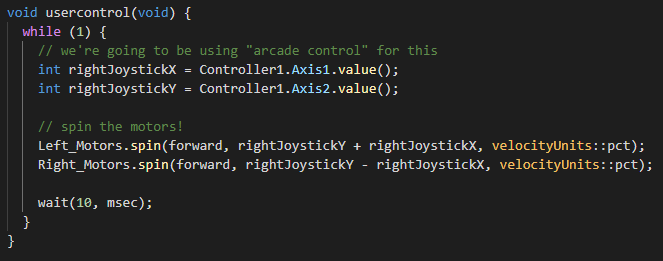 void usercontrol(void) {
  while (1) {
    // we're going to be using "arcade control" for this
    int rightJoystickX = Controller1.Axis1.value();
    int rightJoystickY = Controller1.Axis2.value();

    // spin the motors!
    Left_Motors.spin(forward, rightJoystickY + rightJoystickX, velocityUnits::pct);
    Right_Motors.spin(forward, rightJoystickY - rightJoystickX, velocityUnits::pct);

    wait(10, msec);
  }
}